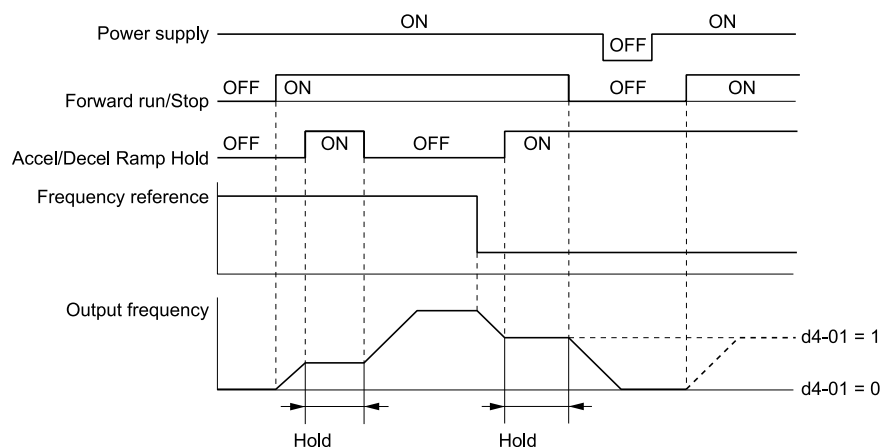 ON ON
Power supply
OFF
OFF ON OFF ON
Forward run/Stop
OFF ON OFF ON
Accel/Decel Ramp Hold
Frequency reference
Output frequency
d4-01 = 1
d4-01 = 0
Hold Hold